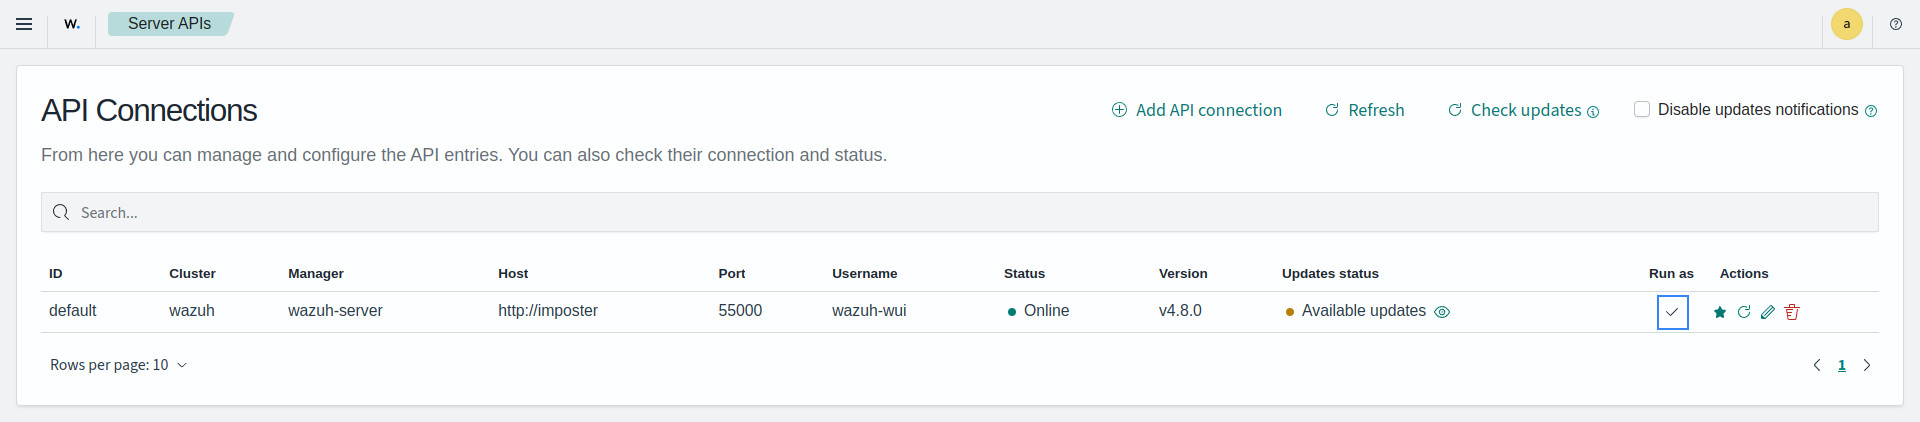 w. Server APIs a
API Connections Add API connection Refresh Check updates Disable updates notifications
From here you can manage and configure the API entries. You can also check their connection and status.
Search...
ID Cluster Manager Host Port Username Status Version Updates status Run as Actions
default wazuh wazuh-server http://imposter 55000 wazuh-wui Online v4.8.0 Available updates
Rows per page: 10 1